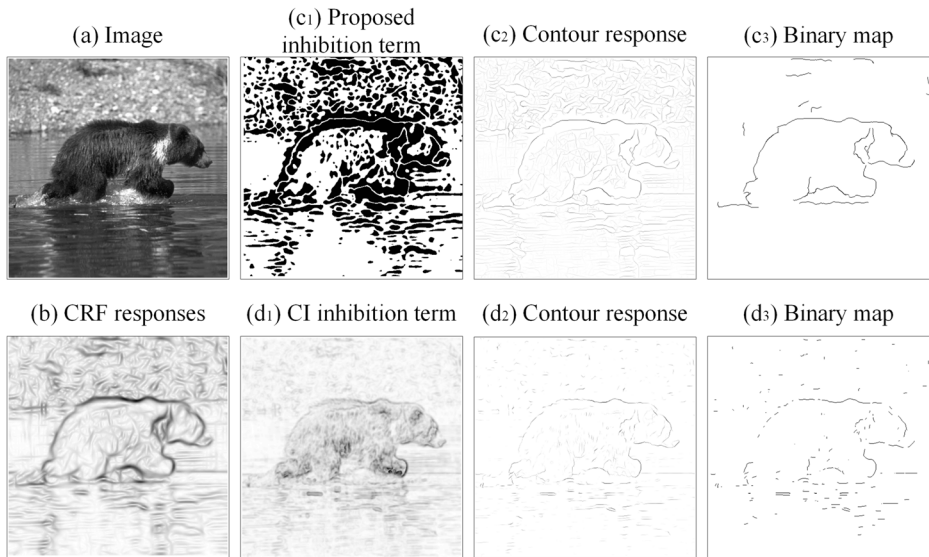 (a) Image
(c1) Proposed
inhibition term
(c2) Contour response
(c3) Binary map
(b) CRF responses
(d1) CI inhibition term
(d2) Contour response
(d3) Binary map